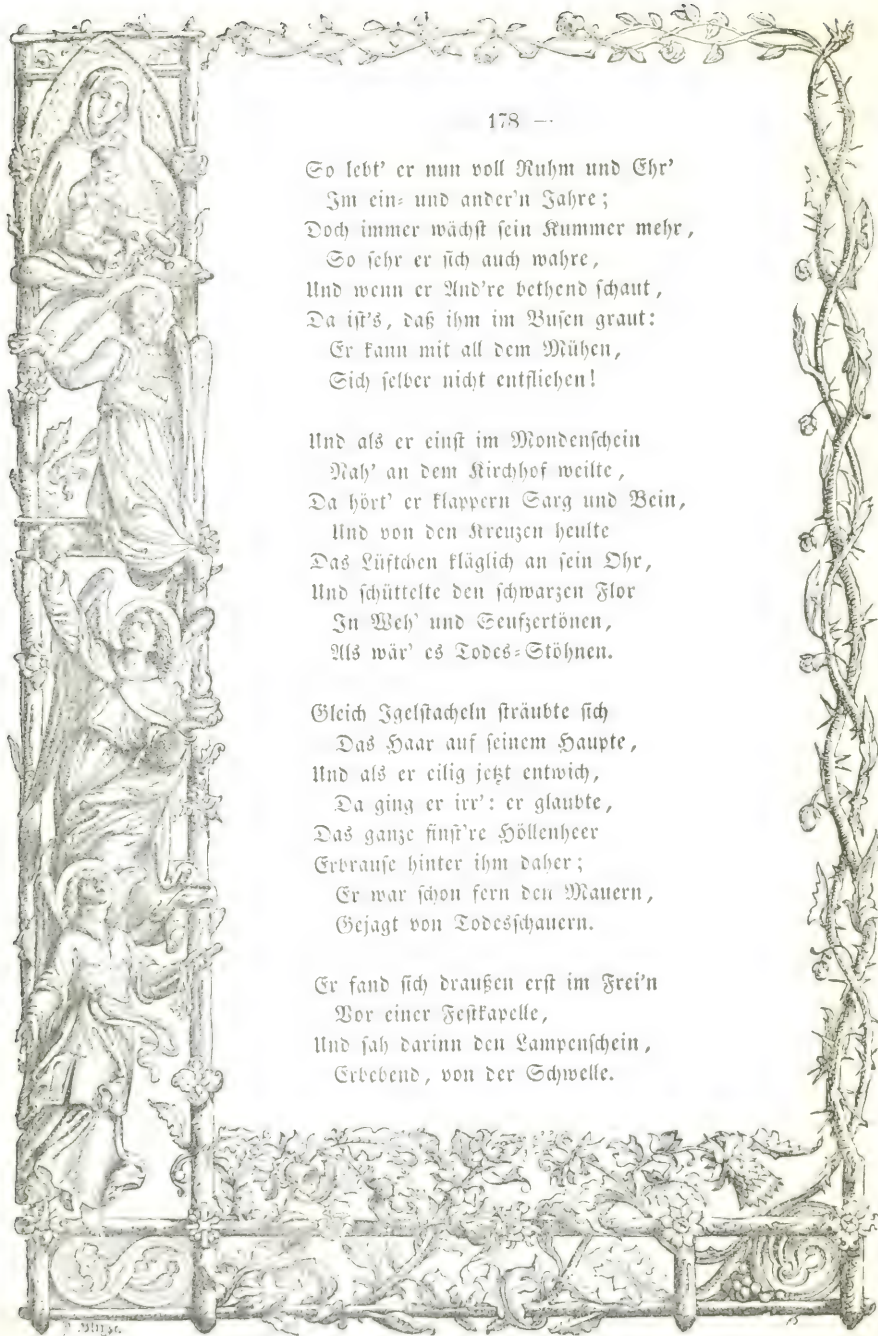 178 —
So lebt' er nun voll Ruhm und Ehr'
Im ein- und ander'n Jahre;
Doch immer wächst sein Kummer mehr,
So sehr er sich auch wahre,
Und wenn er And're bethend schaut,
Da ist's, daß ihm im Busen graut:
Er kann mit all dem Mühen,
Sich selber nicht entfliehen!
Und als er einst im Mondenschein
Nah' an dem Kirchhof weilte,
Da hört' er klappern Sarg und Bein,
Und von den Kreuzen heulte
Das Lüftchen kläglich an sein Ohr,
Und schüttelte den schwarzen Flor
In Weh' und Seufzertönen,
Als wär' es Todes-Stöhnen.
Gleich Igelstacheln sträubte sich
Das Haar auf seinem Haupte,
Und als er eilig jetzt entwich,
Da ging er irr': er glaubte,
Das ganze finst're Höllenheer
Erbrause hinter ihm daher;
Er war schon fern den Mauern,
Gejagt von Todesschauern.
Er fand sich draußen erst im Frei'n
Vor einer Festkapelle,
Und sah darinn den Lampenschein,
Erbebend, von der Schwelle.